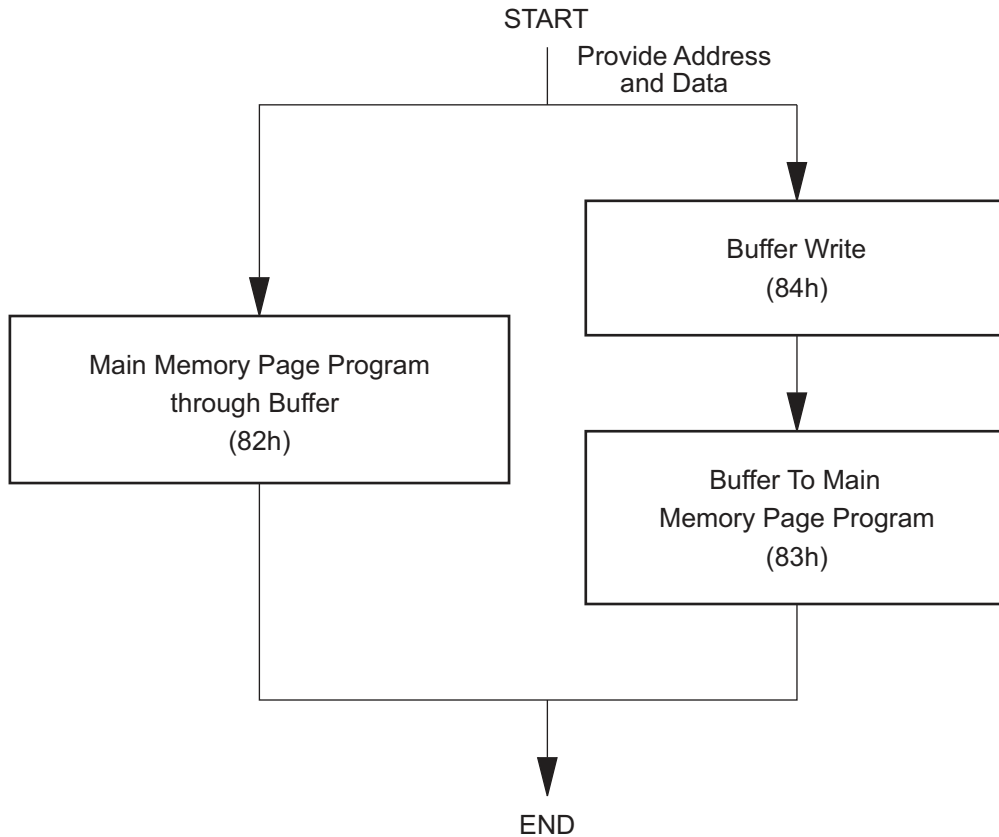 START
Provide Address
and Data
Buffer Write
(84h)
Main Memory Page Program
through Buffer
(82h)
Buffer To Main
Memory Page Program
(83h)
END